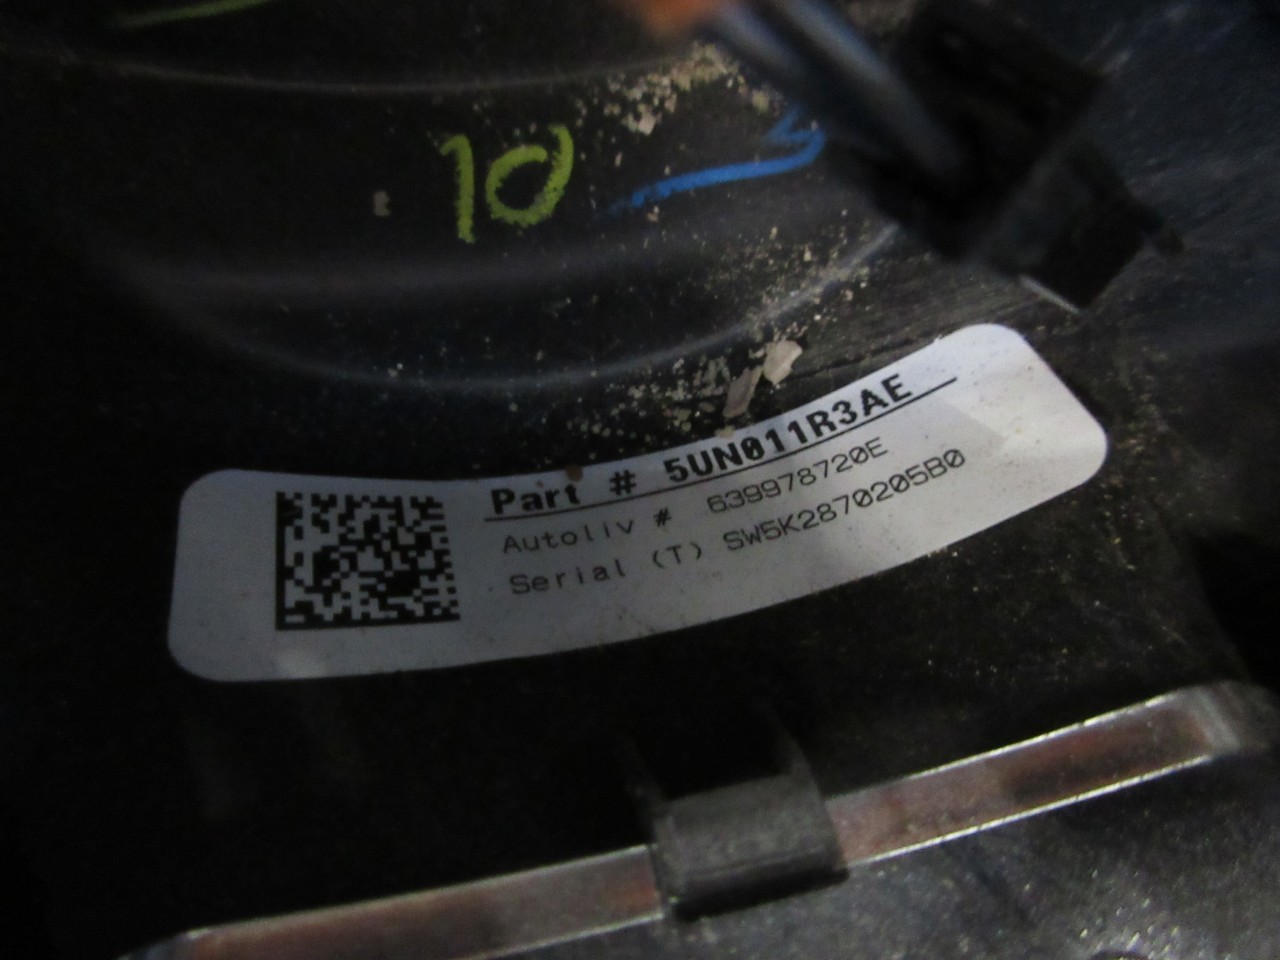 10
Part # 5UN011R3AE
Autoliv # 639978720E
Serial (T) SW5K2870205B0